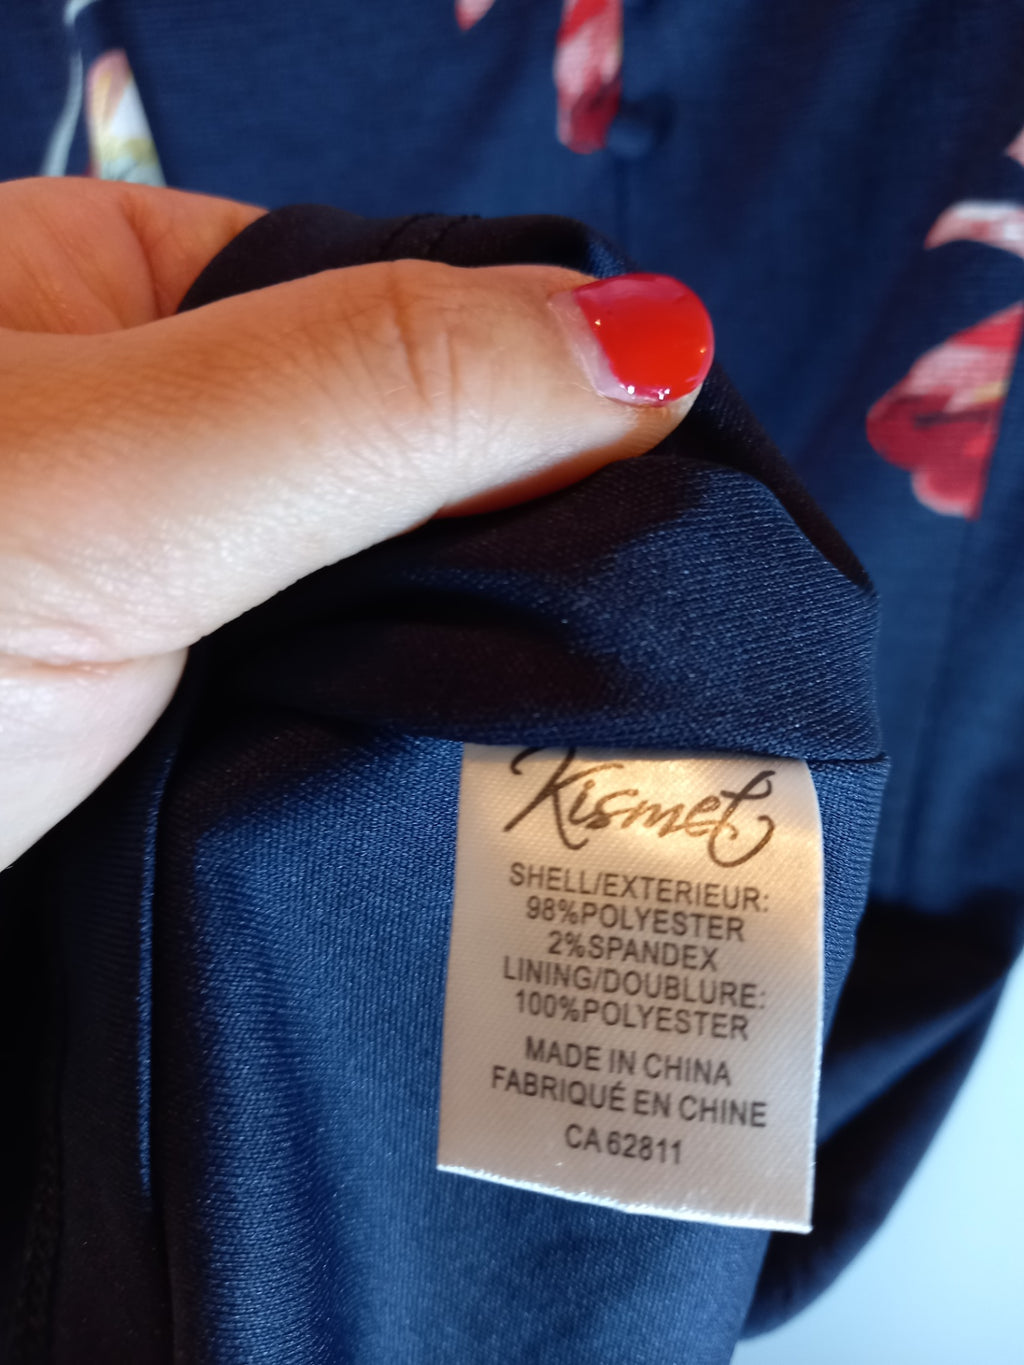 Kismet
SHELL/EXTERIEUR:
98%POLYESTER
2%SPANDEX
LINING/DOUBLURE:
100%POLYESTER
MADE IN CHINA
FABRIQUÉ EN CHINE
CA 62811